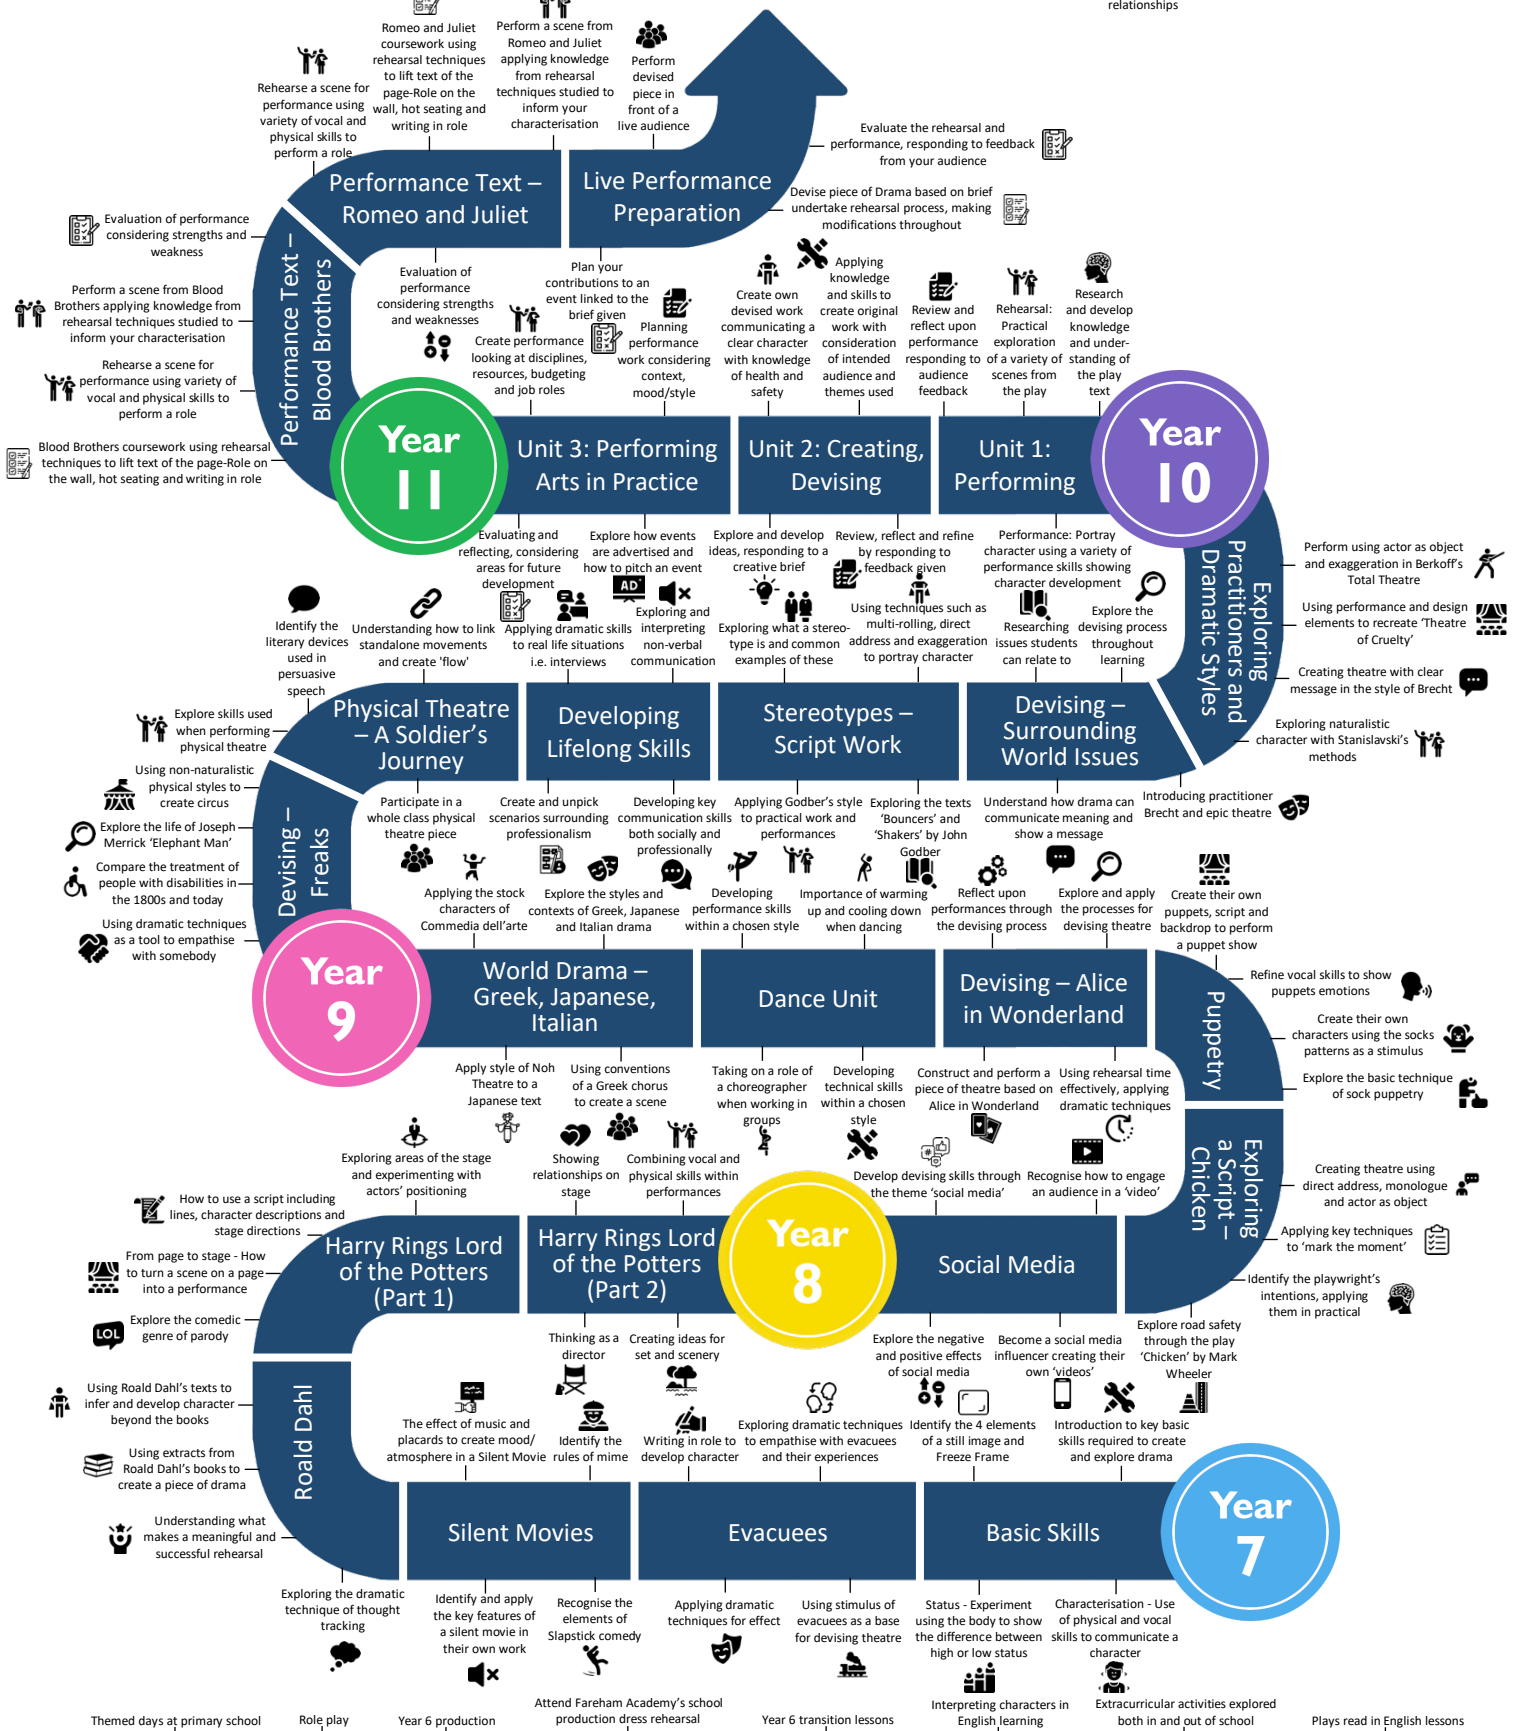 relationships
Romeo and Juliet
coursework using
rehearsal techniques
to lift text of the
page-Role on the
wall, hot seating and
writing in role
Perform a scene from
Romeo and Juliet
applying knowledge
from rehearsal
techniques studied to
inform your
characterisation
Perform
devised
piece in
front of a
live audience
Rehearse a scene for
performance using
variety of vocal and
physical skills to
perform a role
Evaluate the rehearsal and
performance, responding to feedback
from your audience
Performance Text –
Romeo and Juliet
Live Performance
Preparation
Devise piece of Drama based on brief
undertake rehearsal process, making
modifications throughout
Evaluation of performance
considering strengths and
weakness
Performance Text –
Blood Brothers
Perform a scene from Blood
Brothers applying knowledge from
rehearsal techniques studied to
inform your characterisation
Rehearse a scene for
performance using variety of
vocal and physical skills to
perform a role
Blood Brothers coursework using rehearsal
techniques to lift text of the page-Role on
the wall, hot seating and writing in role
Evaluation of
performance
considering strengths
and weaknesses
Plan your
contributions to an
event linked to the
brief given
Create performance
looking at disciplines,
resources, budgeting
and job roles
Planning
performance
work considering
context,
mood/style
Create own
devised work
communicating a
clear character
with knowledge
of health and
safety
Applying
knowledge
and skills to
create original
work with
consideration
of intended
audience and
themes used
Review and
reflect upon
performance
responding to
audience
feedback
Rehearsal:
Practical
exploration
of a variety of
scenes from
the play
Research
and develop
knowledge
and under-
standing of
the play
text
Year
11
Unit 3: Performing
Arts in Practice
Unit 2: Creating,
Devising
Unit 1:
Performing
Year
10
Evaluating and
reflecting, considering
areas for future
development
Explore how events
are advertised and
how to pitch an event
Explore and develop
ideas, responding to a
creative brief
Review, reflect and refine
by responding to
feedback given
Performance: Portray
character using a variety of
performance skills showing
character development
Exploring
Practitioners and
Dramatic Styles
Perform using actor as object
and exaggeration in Berkoff's
Total Theatre
Using performance and design
elements to recreate 'Theatre
of Cruelty'
Creating theatre with clear
message in the style of Brecht
Exploring naturalistic
character with Stanislavski's
methods
Introducing practitioner
Brecht and epic theatre
Identify the
literary devices
used in
persuasive
speech
Understanding how to link
standalone movements
and create 'flow'
Applying dramatic skills
to real life situations
i.e. interviews
AD
Exploring and
interpreting
non-verbal
communication
Exploring what a stereo-
type is and common
examples of these
Using techniques such as
multi-rolling, direct
address and exaggeration
to portray character
Researching
issues students
can relate to
Explore the
devising process
throughout
learning
Explore skills used
when performing
physical theatre
Physical Theatre
– A Soldier's
Journey
Developing
Lifelong Skills
Stereotypes –
Script Work
Devising –
Surrounding
World Issues
Using non-naturalistic
physical styles to
create circus
Explore the life of Joseph
Merrick 'Elephant Man'
Compare the treatment of
people with disabilities in
the 1800s and today
Using dramatic techniques
as a tool to empathise
with somebody
Devising –
Freaks
Participate in a
whole class physical
theatre piece
Create and unpick
scenarios surrounding
professionalism
Developing key
communication skills
both socially and
professionally
Applying Godber's style
to practical work and
performances
Exploring the texts
'Bouncers' and
'Shakers' by John
Godber
Understand how drama can
communicate meaning and
show a message
Applying the stock
characters of
Commedia dell'arte
Explore the styles and
contexts of Greek, Japanese
and Italian drama
Developing
performance skills
within a chosen style
Importance of warming
up and cooling down
when dancing
Reflect upon
performances through
the devising process
Explore and apply
the processes for
devising theatre
Create their own
puppets, script and
backdrop to perform
a puppet show
Year
9
World Drama –
Greek, Japanese,
Italian
Dance Unit
Devising – Alice
in Wonderland
Puppetry
Refine vocal skills to show
puppets emotions
Create their own
characters using the socks
patterns as a stimulus
Explore the basic technique
of sock puppetry
Apply style of Noh
Theatre to a
Japanese text
Using conventions
of a Greek chorus
to create a scene
Taking on a role of
a choreographer
when working in
groups
Developing
technical skills
within a chosen
style
Construct and perform a
piece of theatre based on
Alice in Wonderland
Using rehearsal time
effectively, applying
dramatic techniques
Exploring
a Script –
Chicken
Creating theatre using
direct address, monologue
and actor as object
Applying key techniques
to 'mark the moment'
Identify the playwright's
intentions, applying
them in practical
Explore road safety
through the play
'Chicken' by Mark
Wheeler
Exploring areas of the stage
and experimenting with
actors' positioning
Showing
relationships on
stage
Combining vocal and
physical skills within
performances
Develop devising skills through
the theme 'social media'
Recognise how to engage
an audience in a 'video'
How to use a script including
lines, character descriptions and
stage directions
From page to stage - How
to turn a scene on a page
into a performance
LOL
Explore the comedic
genre of parody
Harry Rings Lord
of the Potters
(Part 1)
Harry Rings Lord
of the Potters
(Part 2)
Year
8
Social Media
Thinking as a
director
Creating ideas for
set and scenery
Explore the negative
and positive effects
of social media
Become a social media
influencer creating their
own 'videos'
Using Roald Dahl's texts to
infer and develop character
beyond the books
Using extracts from
Roald Dahl's books to
create a piece of drama
Understanding what
makes a meaningful and
successful rehearsal
Roald Dahl
The effect of music and
placards to create mood/
atmosphere in a Silent Movie
Identify the
rules of mime
Writing in role to
develop character
Exploring dramatic techniques
to empathise with evacuees
and their experiences
Identify the 4 elements
of a still image and
Freeze Frame
Introduction to key basic
skills required to create
and explore drama
Silent Movies
Evacuees
Basic Skills
Year
7
Exploring the dramatic
technique of thought
tracking
Identify and apply
the key features of
a silent movie in
their own work
Recognise the
elements of
Slapstick comedy
Applying dramatic
techniques for effect
Using stimulus of
evacuees as a base
for devising theatre
Status - Experiment
using the body to show
the difference between
high or low status
Characterisation - Use
of physical and vocal
skills to communicate a
character
Themed days at primary school
Role play
Year 6 production
Attend Fareham Academy's school
production dress rehearsal
Year 6 transition lessons
Interpreting characters in
English learning
Extracurricular activities explored
both in and out of school
Plays read in English lessons